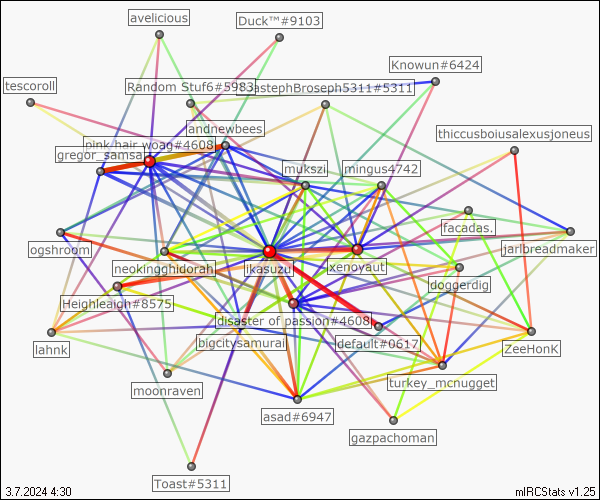 avelicious
Duck™#9103
Knowun#6424
tescoroll
Random Stuf6#5983
astephBroseph5311#5311
andnewbees
thiccusboiusalexusjoneus
pink hair woag#4608
gregor_samsa
mukszi
mingus4742
facadas.
ogshroom
jarlbreadmaker
neokingghidorah
likasuzu
xenoyaut
doggerdig
Heighleaigh#8575
disaster of passion#4608
lahnk
bigcitysamurai
default#0617
ZeeHonK
moonraven
turkey_mcnugget
asad#6947
gazpachoman
Toast#5311
3.7.2024 4:30
mIRCStats v1.25